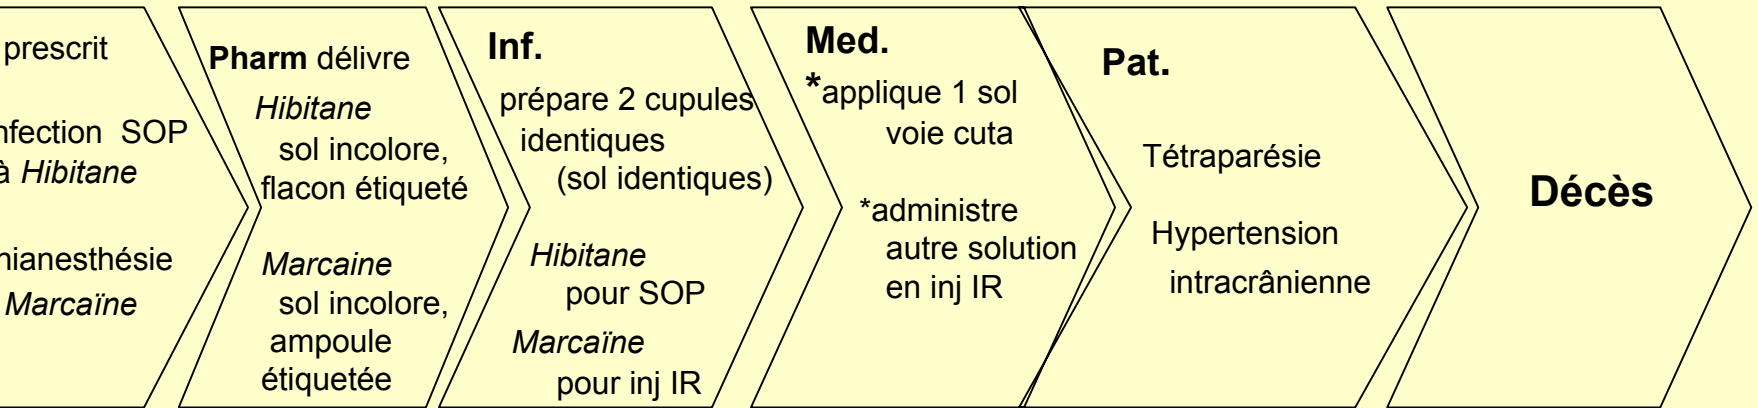 prescrit
nfection SOP
à Hibitane
nianesthésie
Marcaïne
Pharm délivre
Hibitane
sol incolore,
flacon étiqueté
Marcaine
sol incolore,
ampoule
étiquetée
Inf.
prépare 2 cupules
identiques
(sol identiques)
Hibitane
pour SOP
Marcaïne
pour inj IR
Med.
*applique 1 sol
voie cuta
*administre
autre solution
en inj IR
Pat.
Tétraparésie
Hypertension
intracrânienne
Décès